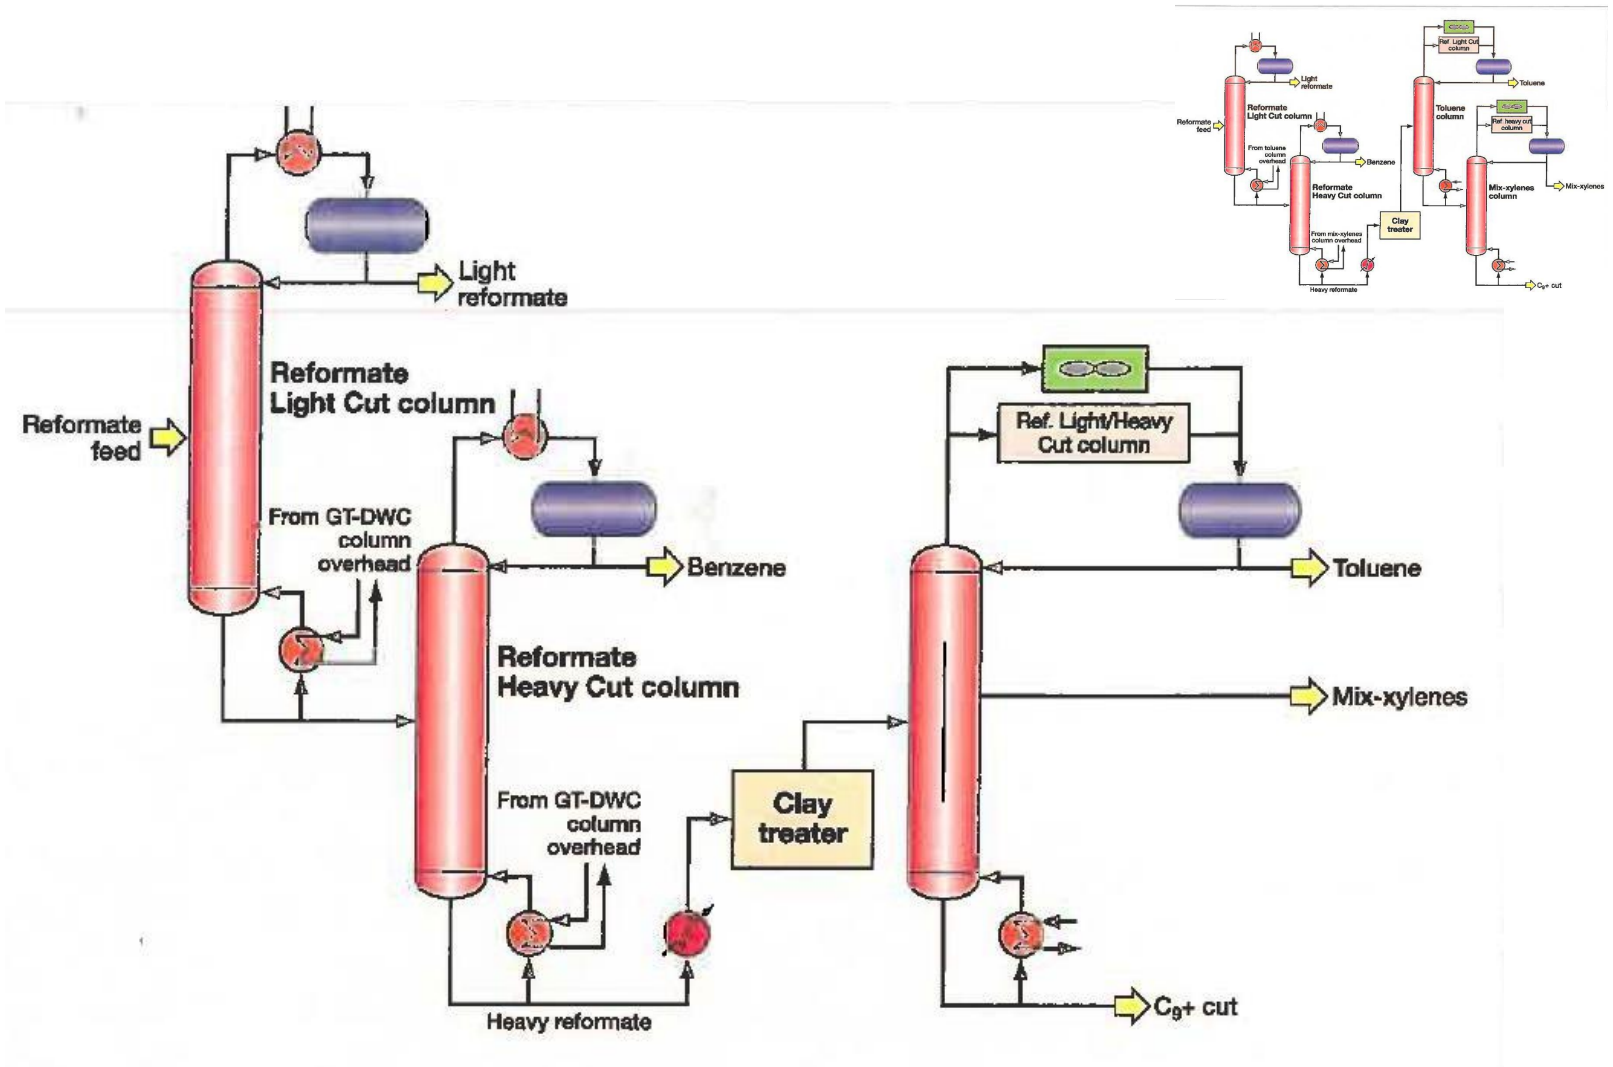 Ref. Light Cut
column
Light
reformate
Toluene
Reformate
Light Cut column
Toluene
column
Reformate
feed
Ref. heavy cut
column
From toluene
column
overhead
Benzene
Reformate
Heavy Cut column
Mix-xylenes
column
Mix-xylenes
Clay
treater
From mix-xylenes
column overhead
Heavy reformate
C9+ cut
Light
reformate
Reformate
Light Cut column
Reformate
feed
Ref. Light/Heavy
Cut column
From GT-DWC
column
overhead
Benzene
Toluene
Reformate
Heavy Cut column
Mix-xylenes
From GT-DWC
column
overhead
Clay
treater
Heavy reformate
C9+ cut